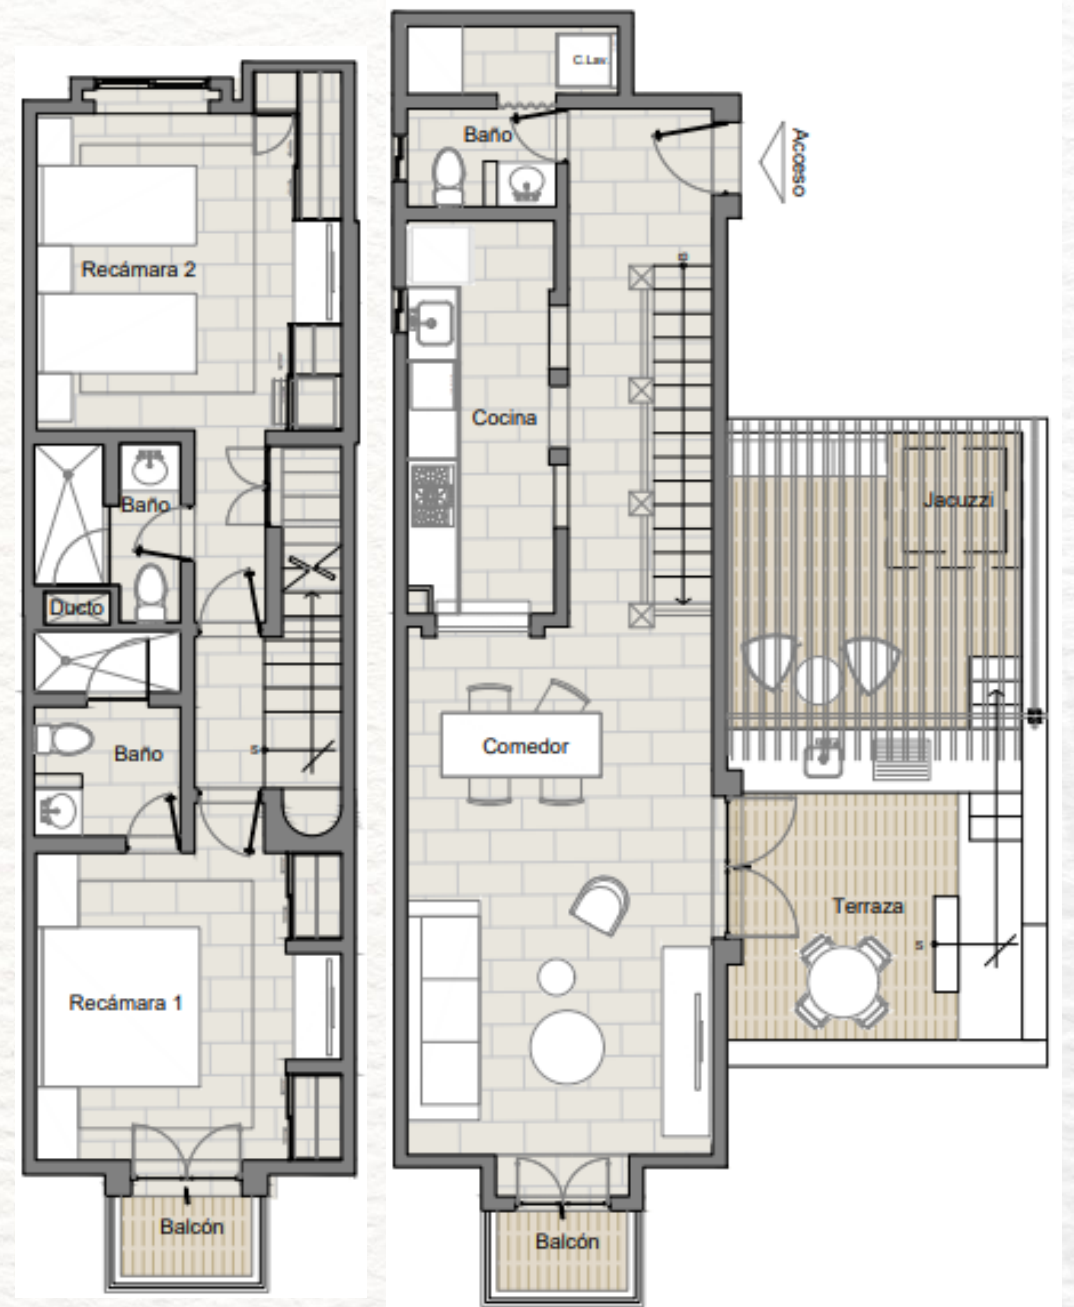 Recámara 2
Baño
Ducto
Baño
S
Recámara 1
Balcón
C.Lav.
Baño
Acceso
B
Cocina
Comedor
Balcón
Jacuzzi
Terraza
S